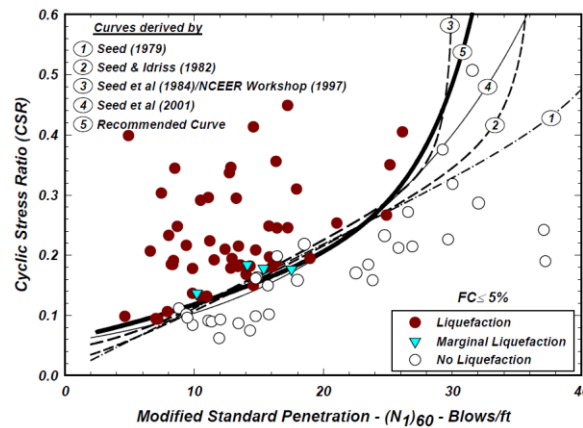 Curves derived by
1 Seed (1979)
2 Seed & Idriss (1982)
3 Seed et al (1984)/NCEER Workshop (1997)
4 Seed et al (2001)
5 Recommended Curve
3
5
4
2
1
0.6
0.5
0.4
0.3
0.2
0.1
0.0
Cyclic Stress Ratio (CSR)
FC ≤ 5%
Liquefaction
Marginal Liquefaction
No Liquefaction
0 10 20 30 40
Modified Standard Penetration - (N1)60 - Blows/ft